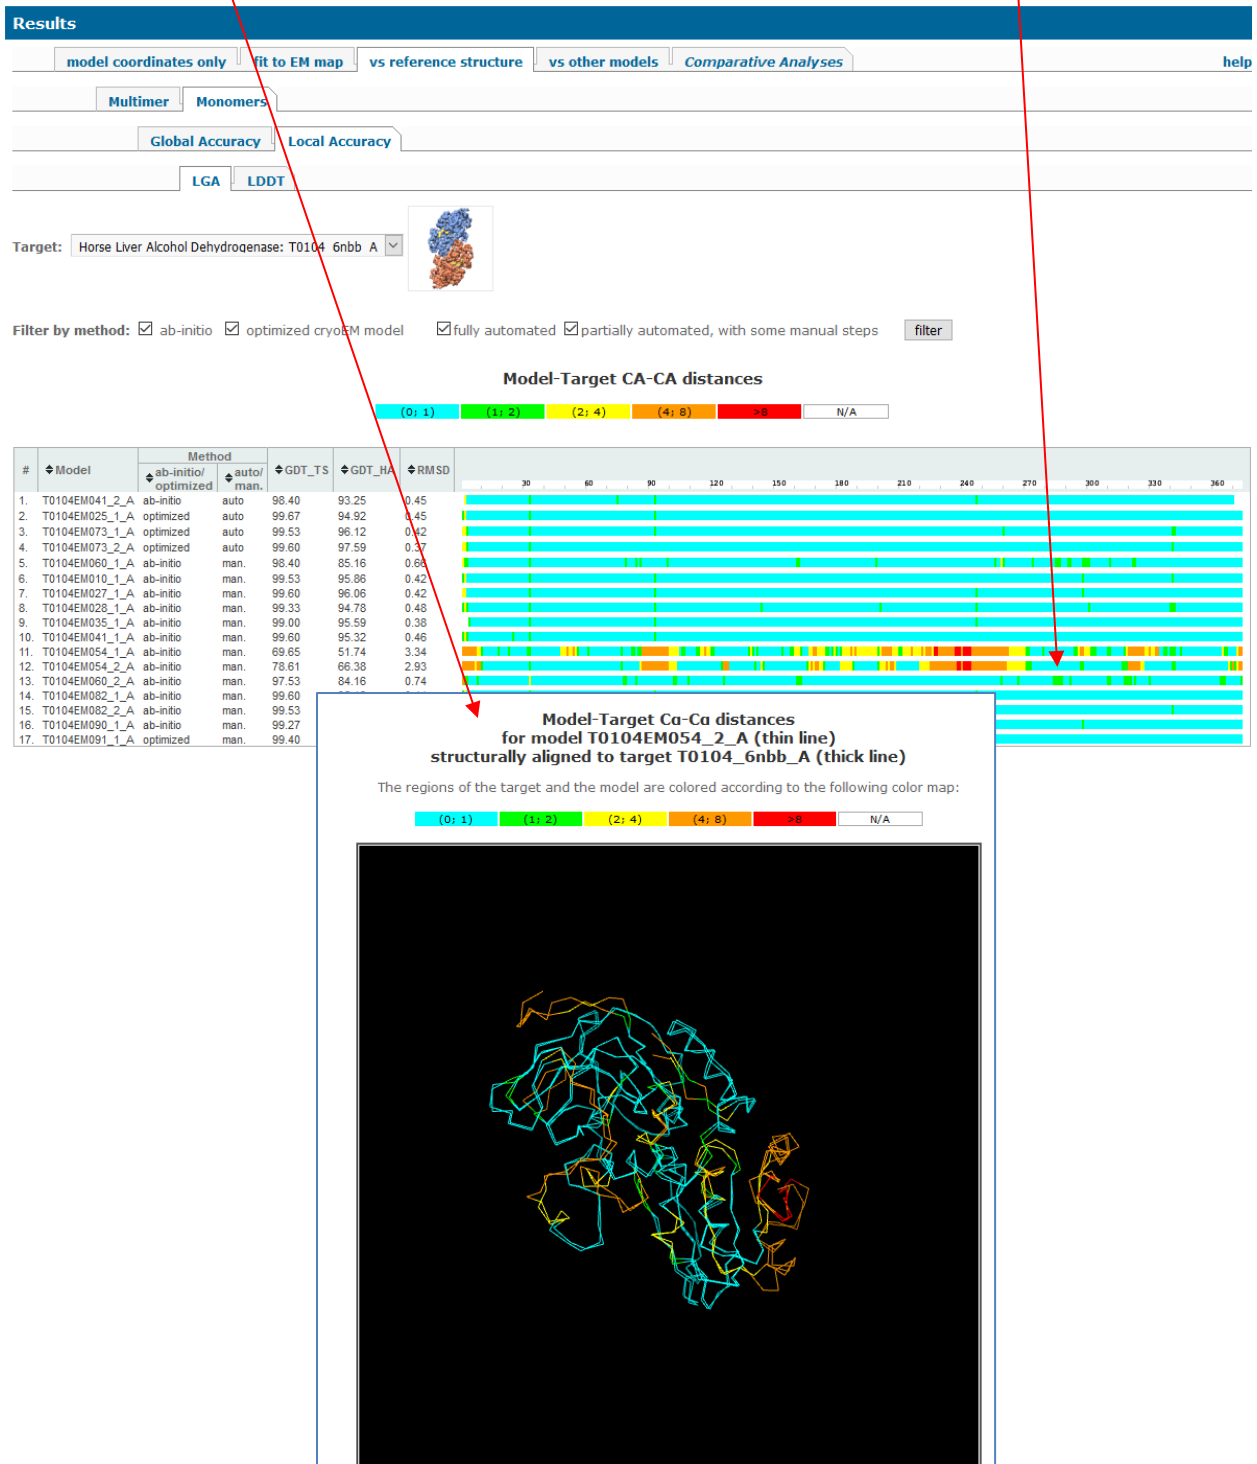 Results
model coordinates only fit to EM map vs reference structure vs other models Comparative Analyses help
Multimer Monomers
Global Accuracy Local Accuracy
LGA LDDT
Target: Horse Liver Alcohol Dehydrogenase: T0104_6nbb_A
Filter by method: ab-initio optimized cryoEM model fully automated partially automated, with some manual steps filter
Model-Target CA-CA distances
(0; 1) (1; 2) (2; 4) (4; 8) >8 N/A
# Model Method ab-initio/ optimized auto/ man. GDT_TS GDT_HA RMSD 30 60 90 120 150 180 210 240 270 300 330 360
1. T0104EM041_2_A ab-initio auto 98.40 93.25 0.45
2. T0104EM025_1_A optimized auto 99.67 94.92 0.45
3. T0104EM073_1_A optimized auto 99.53 96.12 0.42
4. T0104EM073_2_A optimized auto 99.60 97.59 0.37
5. T0104EM060_1_A ab-initio man. 98.40 85.16 0.66
6. T0104EM010_1_A ab-initio man. 99.53 95.86 0.42
7. T0104EM027_1_A ab-initio man. 99.60 96.06 0.42
8. T0104EM028_1_A ab-initio man. 99.33 94.78 0.48
9. T0104EM035_1_A ab-initio man. 99.00 95.59 0.38
10. T0104EM041_1_A ab-initio man. 99.60 95.32 0.46
11. T0104EM054_1_A ab-initio man. 69.65 51.74 3.34
12. T0104EM054_2_A ab-initio man. 78.61 66.38 2.93
13. T0104EM060_2_A ab-initio man. 97.53 84.16 0.74
14. T0104EM082_1_A ab-initio man. 99.60
15. T0104EM082_2_A ab-initio man. 99.53
16. T0104EM090_1_A ab-initio man. 99.27
17. T0104EM091_1_A optimized man. 99.40
Model-Target Cα-Cα distances
for model T0104EM054_2_A (thin line)
structurally aligned to target T0104_6nbb_A (thick line)
The regions of the target and the model are colored according to the following color map:
(0; 1) (1; 2) (2; 4) (4; 8) >8 N/A